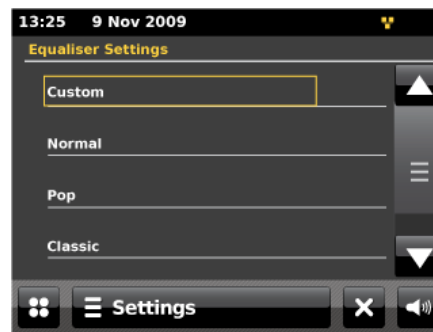 13:25 9 Nov 2009
Equaliser Settings
Custom
Normal
Pop
Classic
Settings